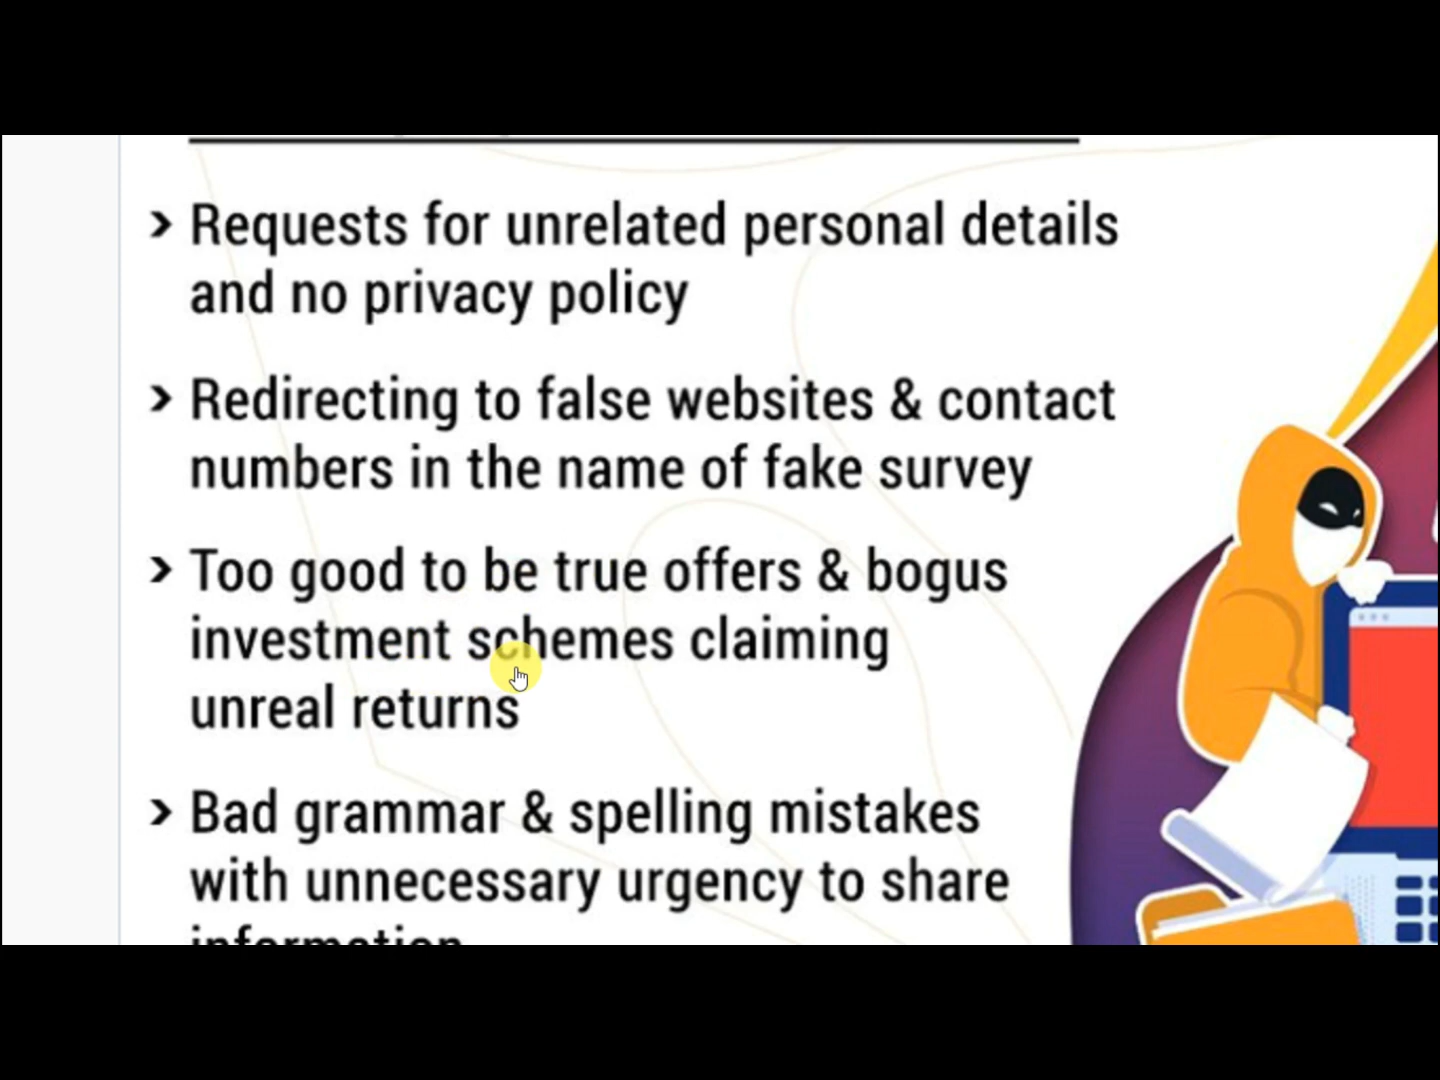 > Requests for unrelated personal details
and no privacy policy
> Redirecting to false websites & contact
numbers in the name of fake survey
> Too good to be true offers & bogus
investment schemes claiming
unreal returns
> Bad grammar & spelling mistakes
with unnecessary urgency to share
information